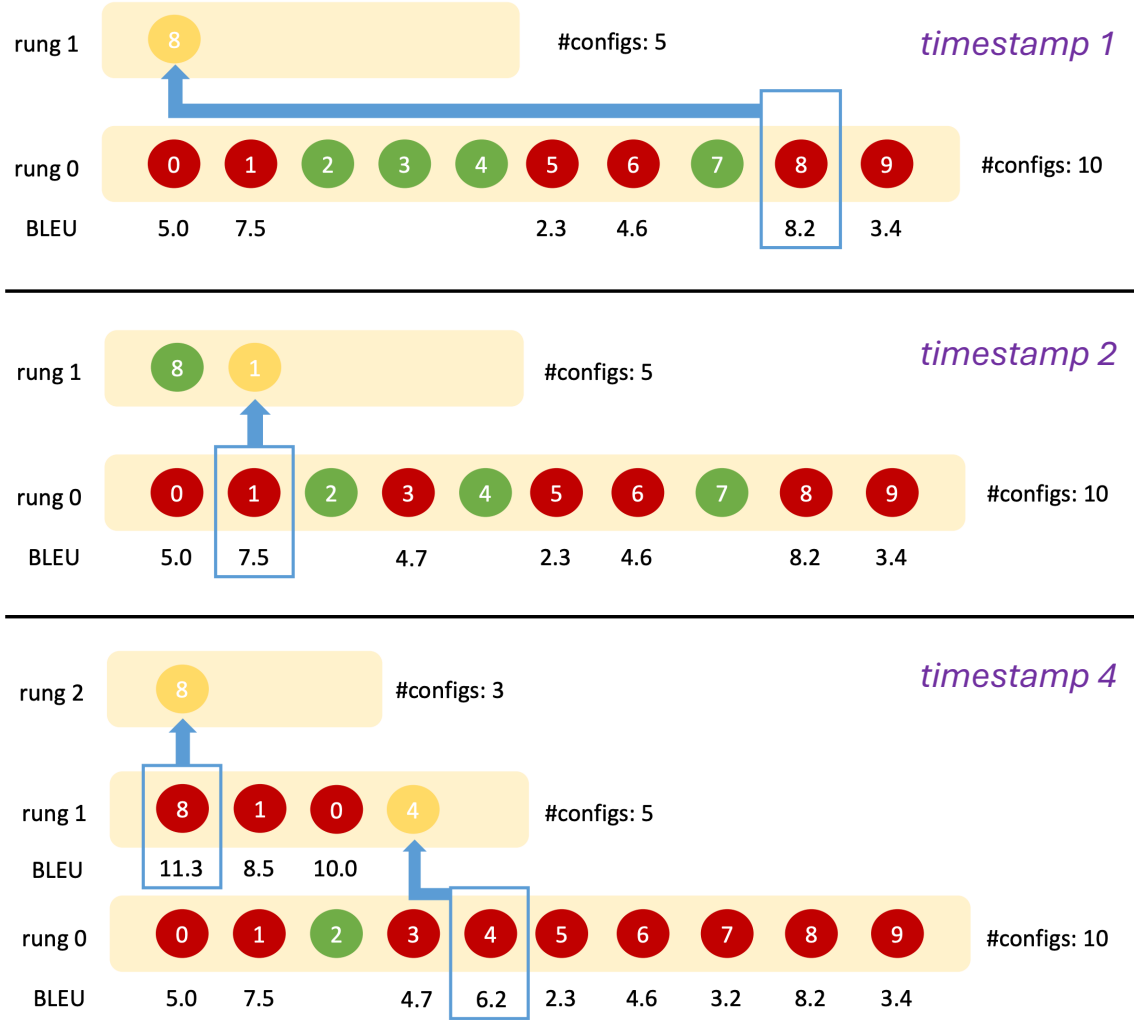 timestamp 1
rung 1 8 #configs: 5
rung 0 0 1 2 3 4 5 6 7 8 9 #configs: 10
BLEU 5.0 7.5 2.3 4.6 8.2 3.4
timestamp 2
rung 1 8 1 #configs: 5
rung 0 0 1 2 3 4 5 6 7 8 9 #configs: 10
BLEU 5.0 7.5 4.7 2.3 4.6 8.2 3.4
timestamp 4
rung 2 8 #configs: 3
rung 1 8 1 0 4 #configs: 5
BLEU 11.3 8.5 10.0
rung 0 0 1 2 3 4 5 6 7 8 9 #configs: 10
BLEU 5.0 7.5 4.7 6.2 2.3 4.6 3.2 8.2 3.4